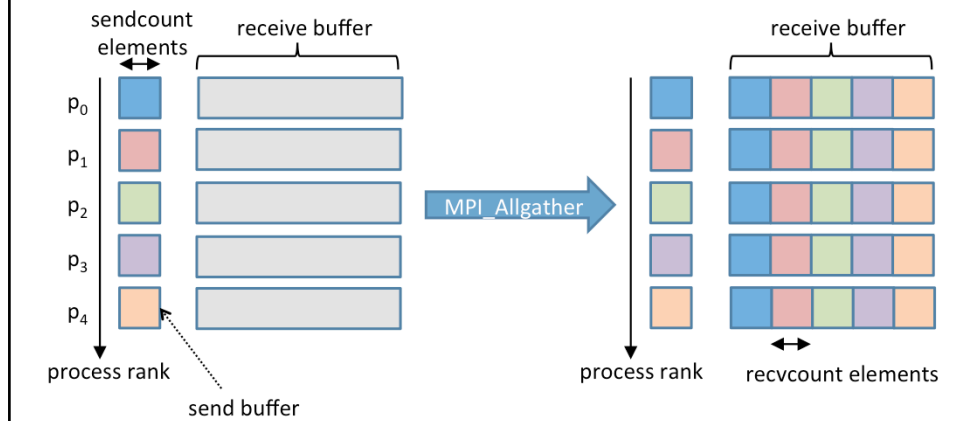 sendcount
elements
receive buffer
receive buffer
p₀
p₁
p₂
MPI_Allgather
p₃
p₄
process rank
process rank
recvcount elements
send buffer